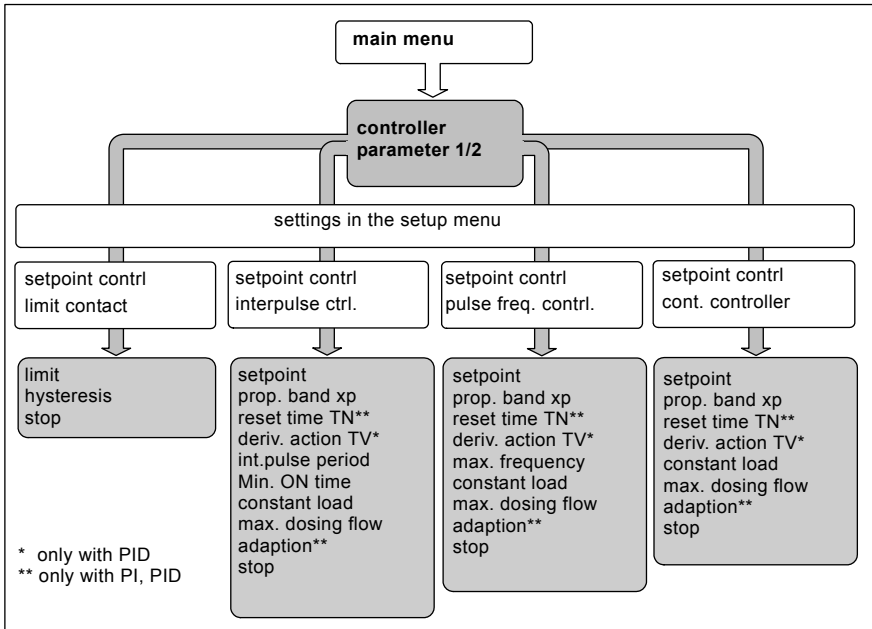 main menu
controller
parameter 1/2
settings in the setup menu
setpoint contrl
limit contact
setpoint contrl
interpulse ctrl.
setpoint contrl
pulse freq. contrl.
setpoint contrl
cont. controller
limit
hysteresis
stop
setpoint
prop. band xp
reset time TN**
deriv. action TV*
int.pulse period
Min. ON time
constant load
max. dosing flow
adaption**
stop
setpoint
prop. band xp
reset time TN**
deriv. action TV*
max. frequency
constant load
max. dosing flow
adaption**
stop
setpoint
prop. band xp
reset time TN**
deriv. action TV*
constant load
max. dosing flow
adaption**
stop
* only with PID
** only with PI, PID